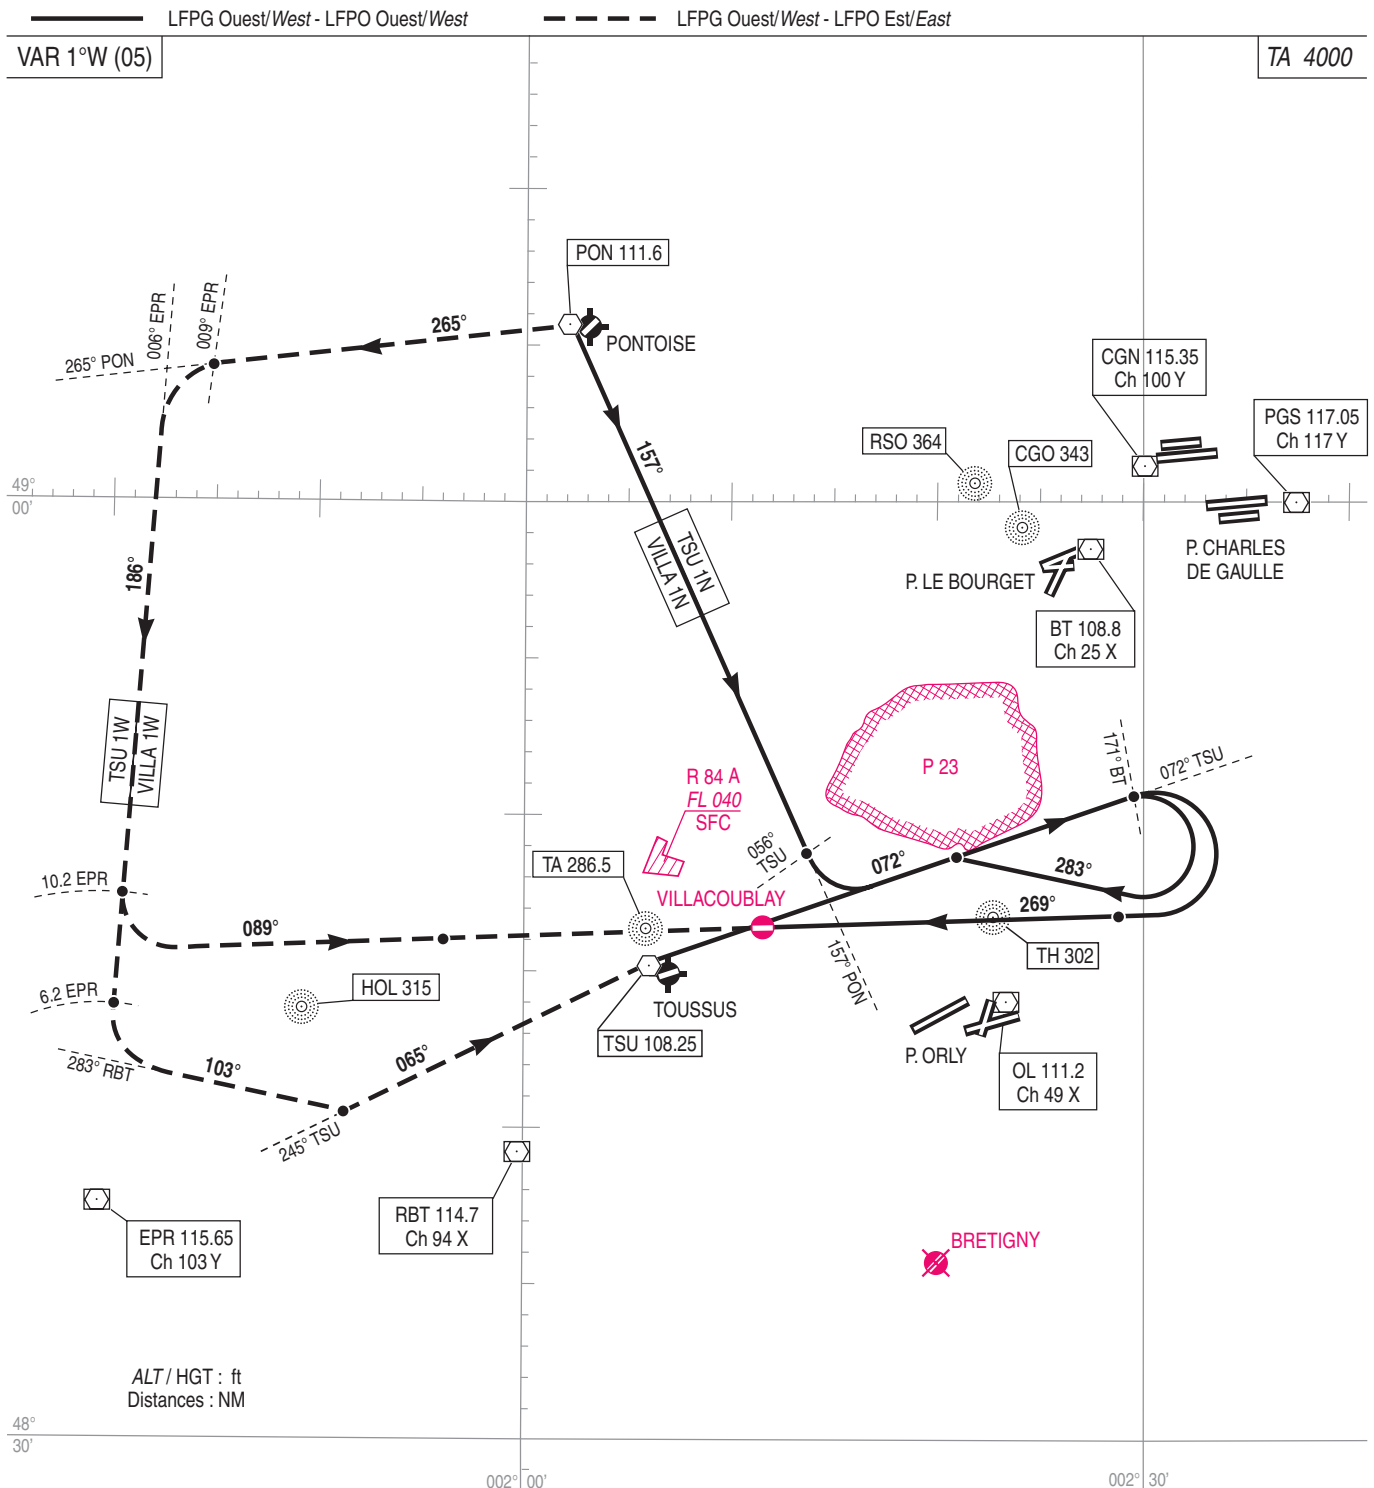 LFPG Ouest/West - LFPO Ouest/West
LFPG Ouest/West - LFPO Est/East
VAR 1°W (05)
TA 4000
PON 111.6
PONTOISE
006° EPR
009° EPR
265° PON
265°
157°
CGN 115.35
Ch 100 Y
PGS 117.05
Ch 117 Y
RSO 364
CGO 343
49°
00'
P. CHARLES
DE GAULLE
P. LE BOURGET
BT 108.8
Ch 25 X
186°
TSU 1N
VILLA 1N
TSU 1W
VILLA 1W
P 23
R 84 A
FL 040
SFC
171° BT
072° TSU
056°
TSU
TA 286.5
072°
283°
10.2 EPR
VILLACOUBLAY
269°
089°
TH 302
157° PON
6.2 EPR
HOL 315
TOUSSUS
TSU 108.25
P. ORLY
OL 111.2
Ch 49 X
283° RBT
103°
065°
245° TSU
RBT 114.7
Ch 94 X
EPR 115.65
Ch 103 Y
BRETIGNY
ALT / HGT : ft
Distances : NM
48°
30'
002° 00'
002° 30'